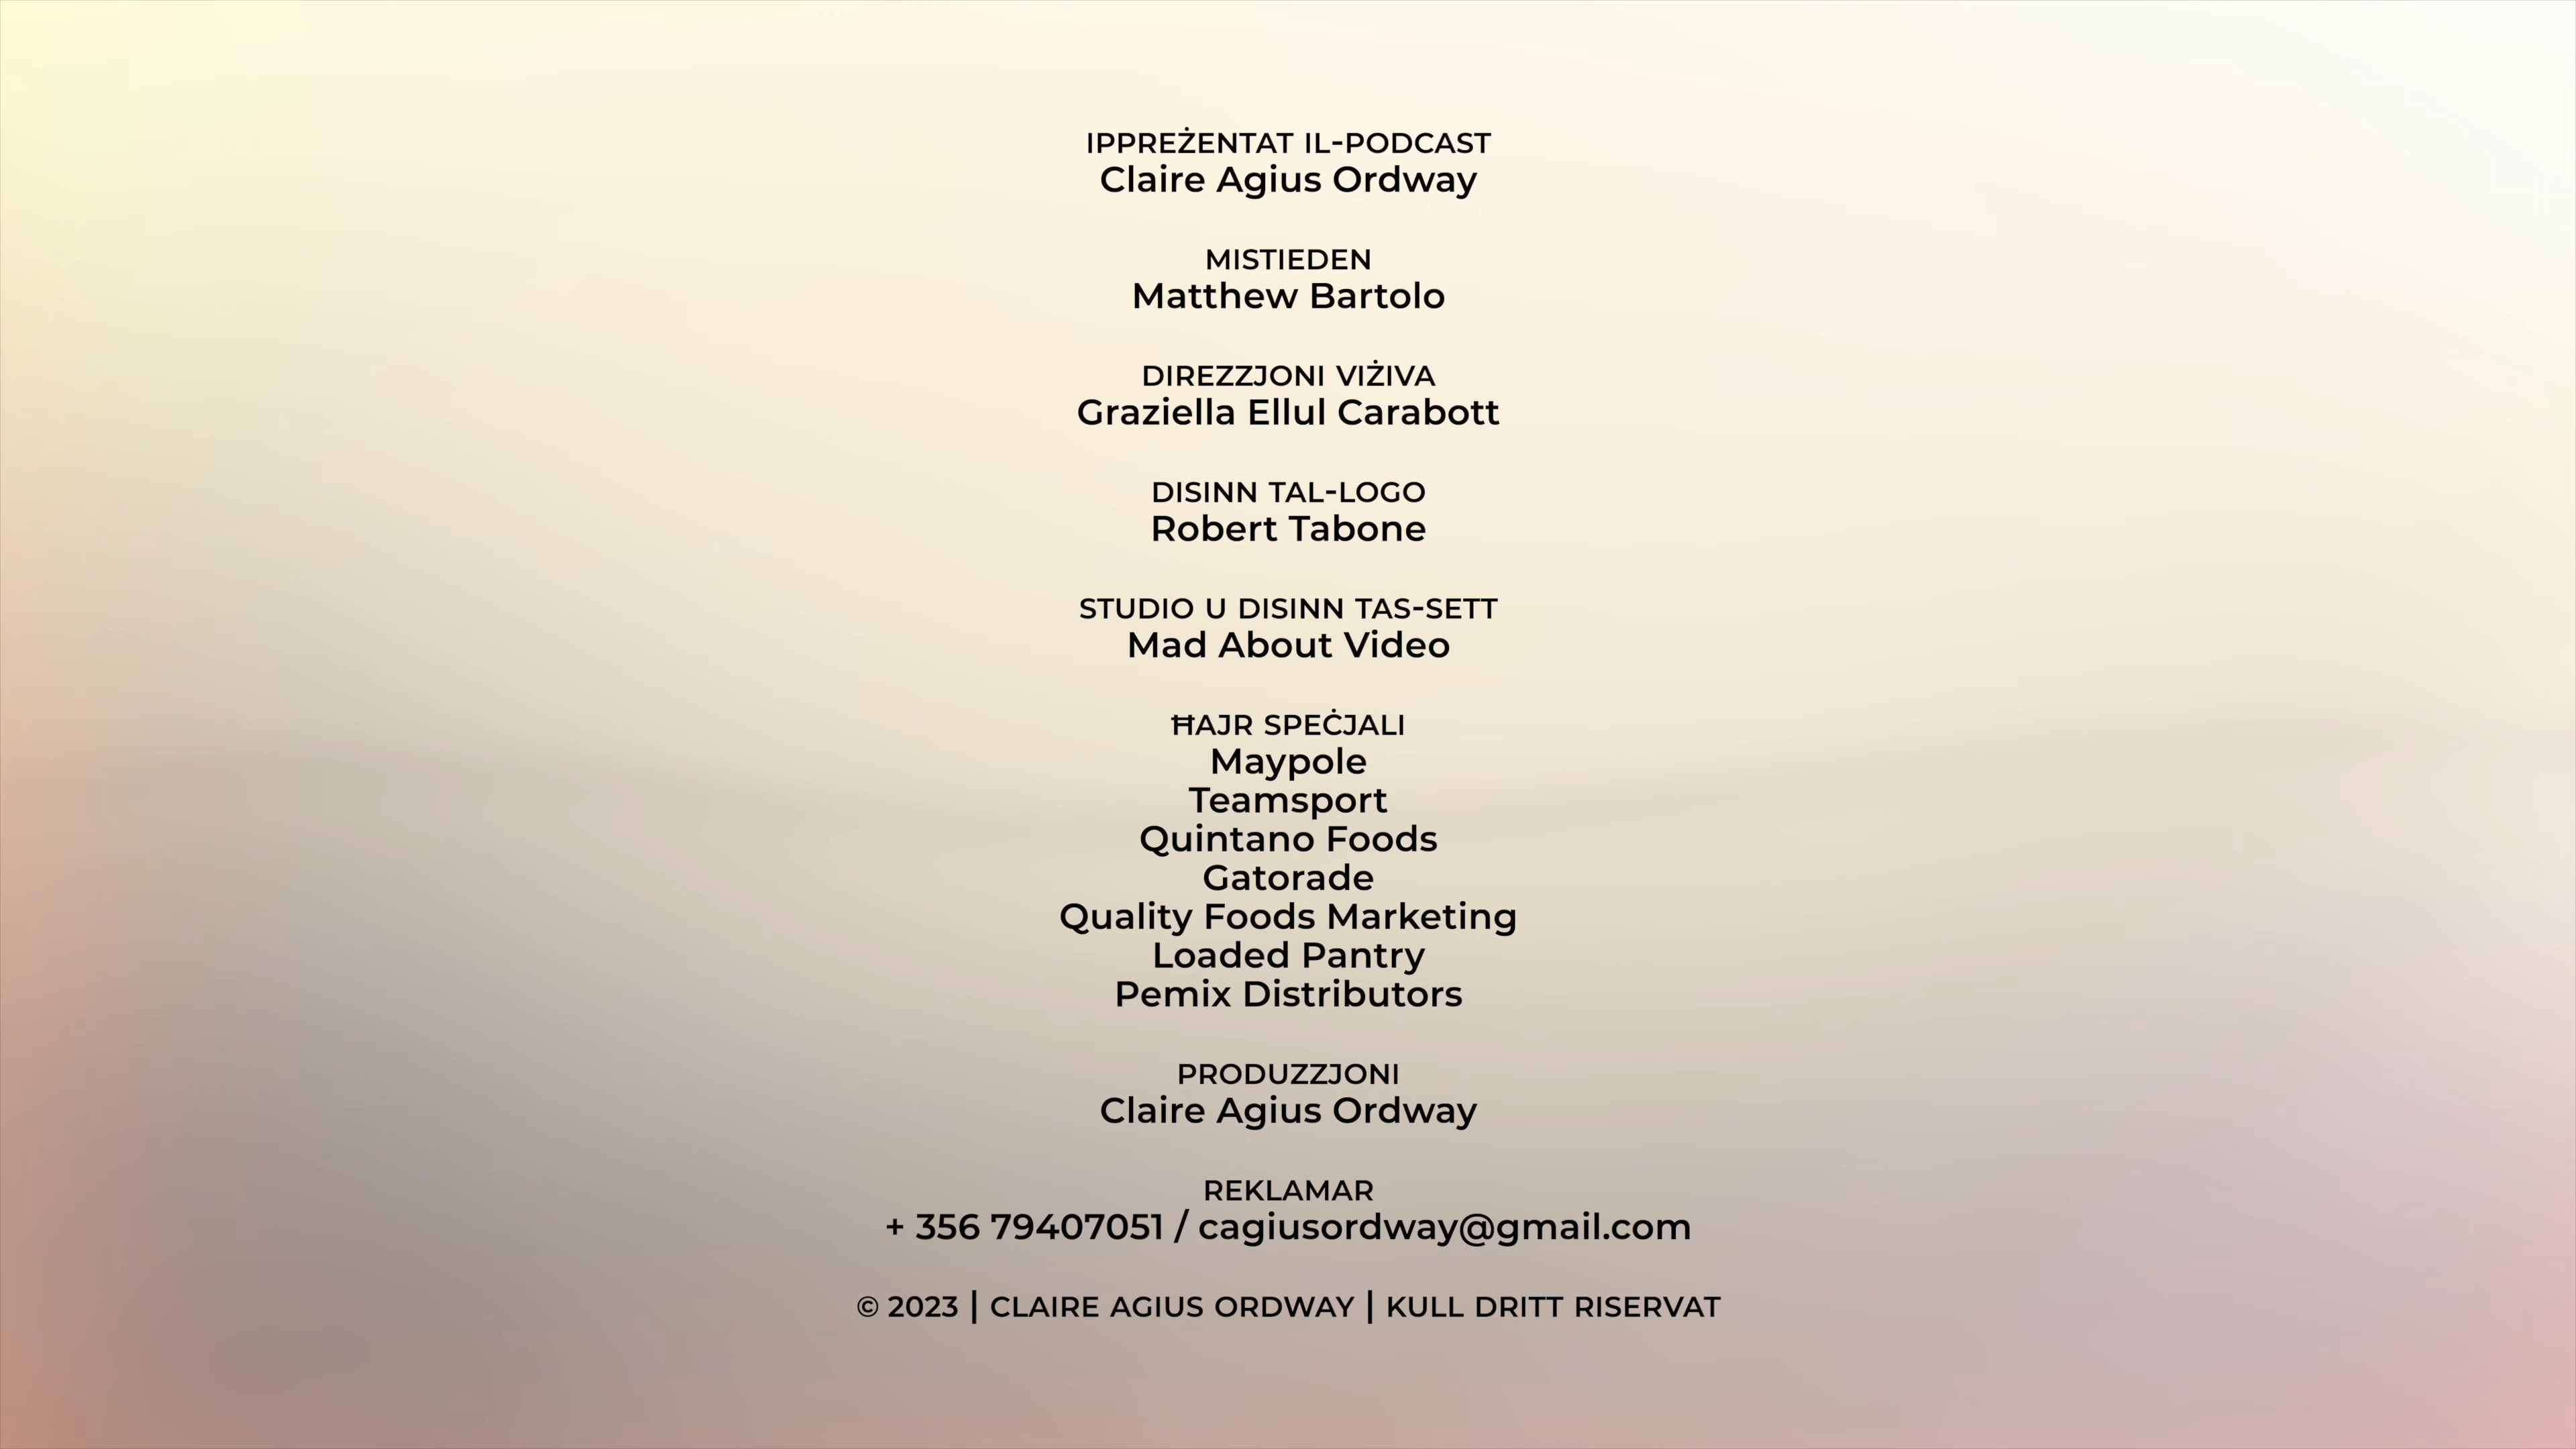 IPPREŻENTAT IL-PODCAST
Claire Agius Ordway
MISTIEDEN
Matthew Bartolo
DIREZZJONI VIŻIVA
Graziella Ellul Carabott
DISINN TAL-LOGO
Robert Tabone
STUDIO U DISINN TAS-SETT
Mad About Video
ĦAJR SPEĊJALI
Maypole
Teamsport
Quintano Foods
Gatorade
Quality Foods Marketing
Loaded Pantry
Pemix Distributors
PRODUZZJONI
Claire Agius Ordway
REKLAMAR
+ 356 79407051 / cagiusordway@gmail.com
© 2023 | CLAIRE AGIUS ORDWAY | KULL DRITT RISERVAT